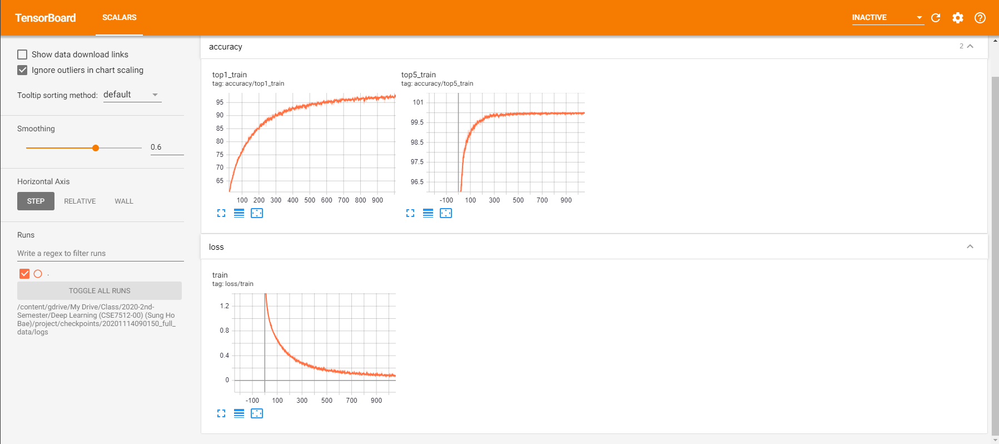 TensorBoard
SCALARS
INACTIVE
Show data download links
Ignore outliers in chart scaling
Tooltip sorting method: default
Smoothing
0.6
Horizontal Axis
STEP RELATIVE WALL
Runs
Write a regex to filter runs
.
TOGGLE ALL RUNS
/content/gdrive/My Drive/Class/2020-2nd-
Semester/Deep Learning (CSE7512-00) (Sung Ho
Bae)/project/checkpoints/20201114090150_full_
data/logs
accuracy
2
top1_train
tag: accuracy/top1_train
95
90
85
80
75
70
65
100 200 300 400 500 600 700 800 900
top5_train
tag: accuracy/top5_train
101
99.5
98.5
97.5
96.5
-100 100 300 500 700 900
loss
train
tag: loss/train
1.2
0.8
0.4
0
-100 100 300 500 700 900